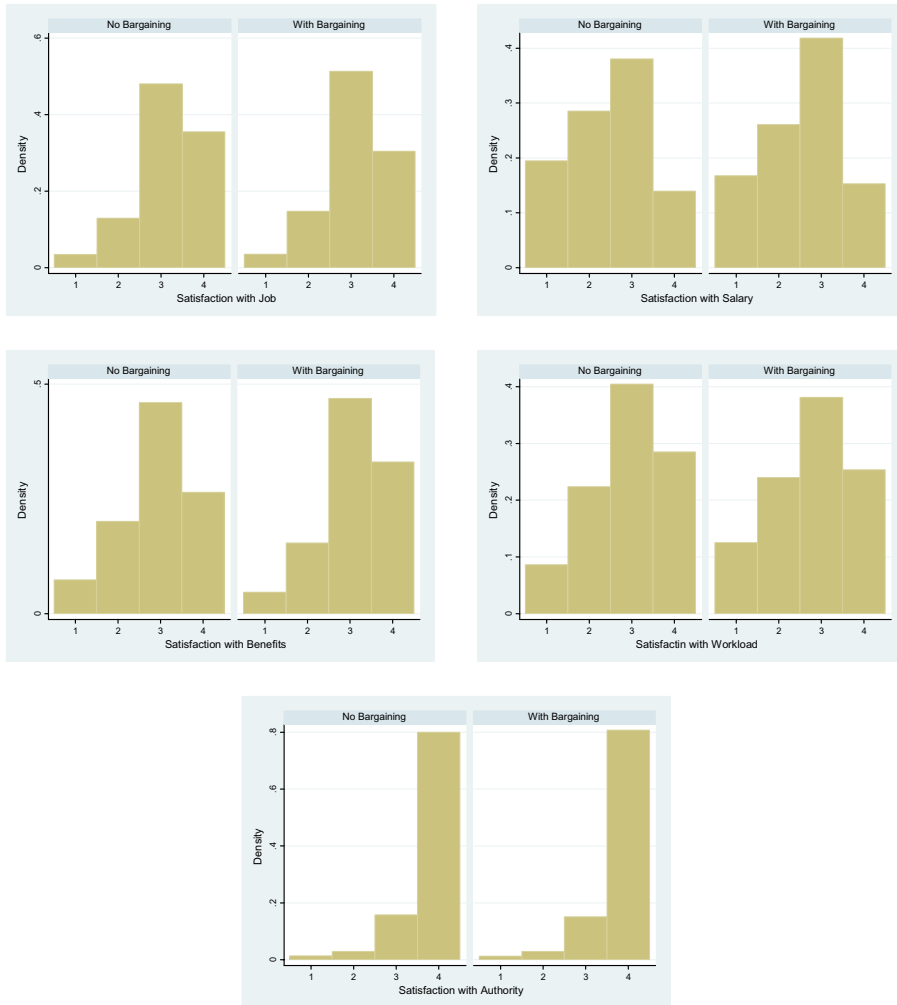 No Bargaining With Bargaining
.6
.4
.2
0
Density
1 2 3 4 1 2 3 4
Satisfaction with Job
No Bargaining With Bargaining
.4
.3
.2
.1
0
Density
1 2 3 4 1 2 3 4
Satisfaction with Salary
No Bargaining With Bargaining
.5
0
Density
1 2 3 4 1 2 3 4
Satisfaction with Benefits
No Bargaining With Bargaining
.4
.3
.2
.1
0
Density
1 2 3 4 1 2 3 4
Satisfactin with Workload
No Bargaining With Bargaining
.8
.6
.4
.2
0
Density
1 2 3 4 1 2 3 4
Satisfaction with Authority